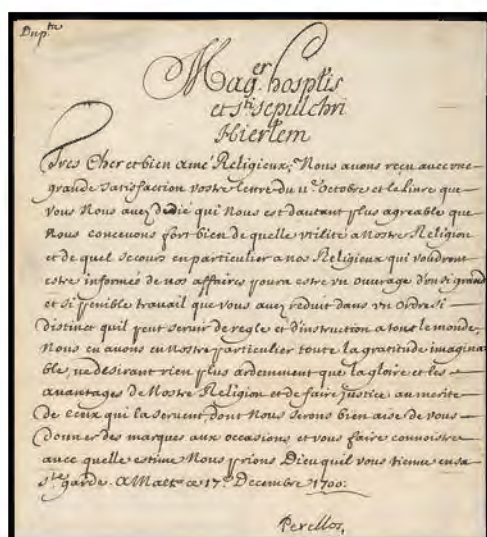 Dup.ta
Mag.er hosptis
et s.ti sepulchri
Hierlem
Tres Cher et bien amé Religieux, Nous auons reçu auec vne
grande satisfaction vostre lettre du 11.e Octobre et le Liure que
vous Nous auez dedié qui Nous est dautant plus agreable que
Nous conceuons fort bien de quelle vtilité a Nostre Religion
et de quel secours en particulier a nos Religieux qui voudront
estre informéz de nos affaires poura estre vn ouurage d'un si grand
et si penible trauail que vous auez reduit dans vn Ordre si
distinct quil peut seruir de regle et d'instruction a tout le monde,
Nous en auons en Nostre particulier toute la gratitude imagina
ble, ne desirant rien plus ardemment que la gloire et les
auantages de Nostre Religion et de faire justice au merite
de ceux qui la seruent, dont Nous serons bien aise de vous
donner des marques aux occasions et vous faire connoistre
auec quelle estime Nous prions Dieu quil vous tienne en sa
s.te garde. A Malte ce 17.e Decembre 1700.
Perellos,